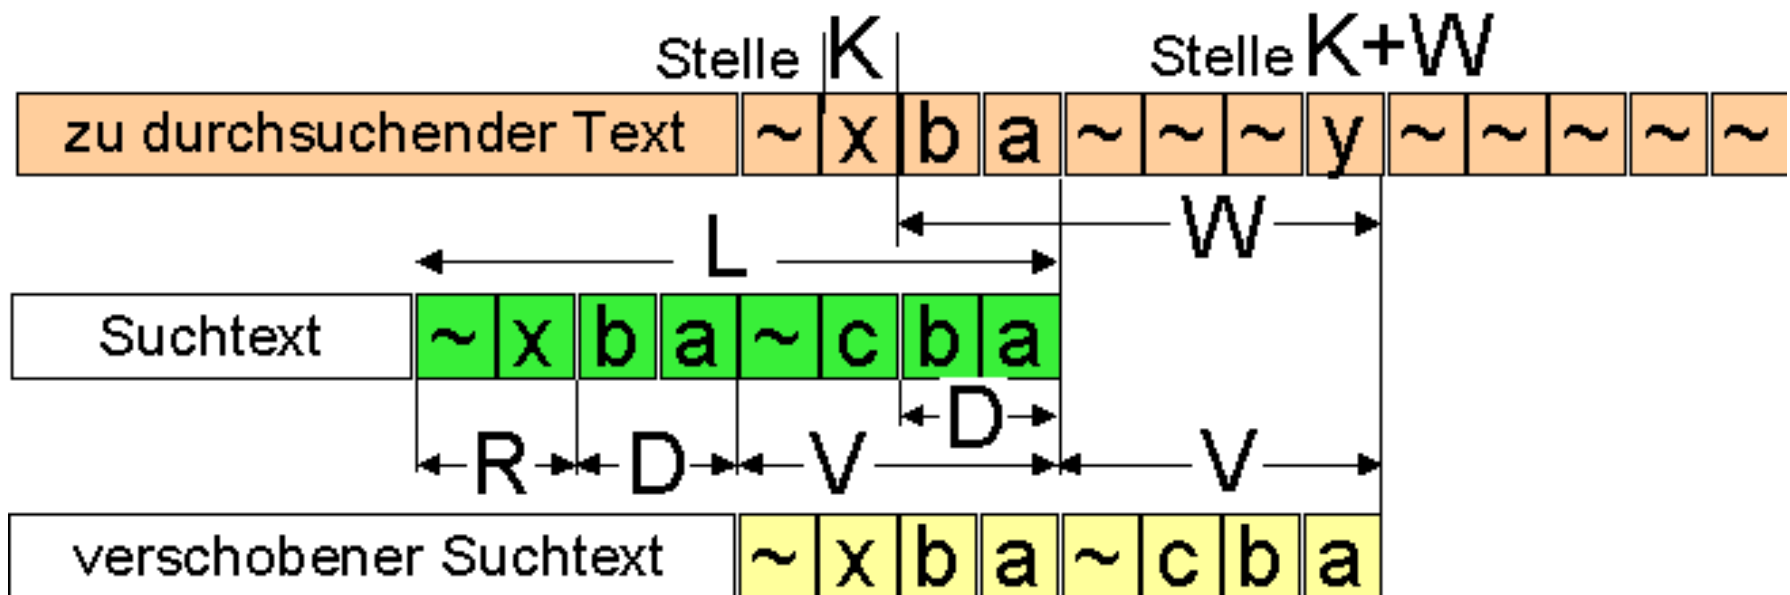 Stelle K Stelle K+W
zu durchsuchender Text ~ x b a ~ ~ ~ y ~ ~ ~ ~ ~
W
L
Suchtext ~ x b a ~ c b a
D
R D V V
verschobener Suchtext ~ x b a ~ c b a